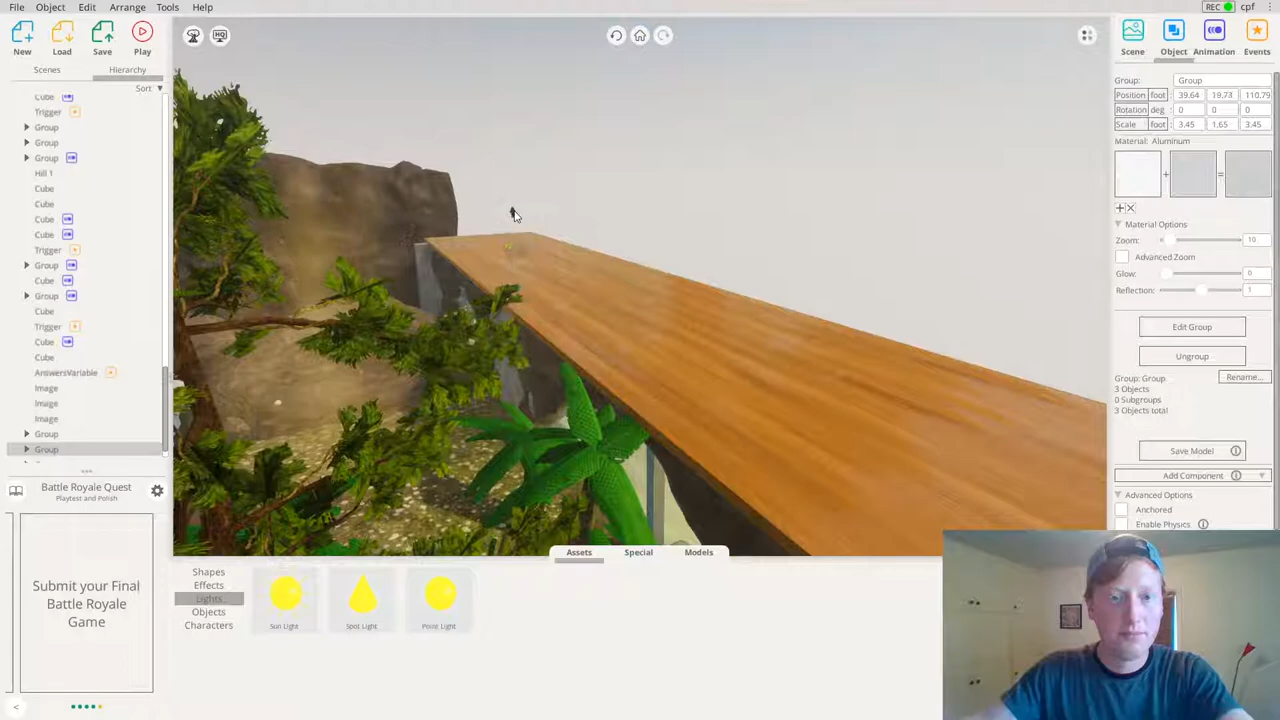 File Object Edit Arrange Tools Help
REC cpf
New Load Save Play
Scenes Hierarchy
Sort
Cube
Trigger
Group
Group
Group
Hill 1
Cube
Cube
Cube
Cube
Trigger
Group
Cube
Group
Cube
Trigger
Cube
Cube
AnswersVariable
Image
Image
Image
Group
Group
Battle Royale Quest
Playtest and Polish
Submit your Final
Battle Royale
Game
HQ
Assets Special Models
Shapes
Effects
Lights
Objects
Characters
Sun Light Spot Light Point Light
Scene Object Animation Events
Group: Group
Position foot : 39.64 19.73 110.79
Rotation deg : 0 0 0
Scale foot : 3.45 1.65 3.45
Material: Aluminum
+ =
Material Options
Zoom: 10
Advanced Zoom
Glow: 0
Reflection: 1
Edit Group
Ungroup
Group: Group Rename...
3 Objects
0 Subgroups
3 Objects total
Save Model
Add Component
Advanced Options
Anchored
Enable Physics